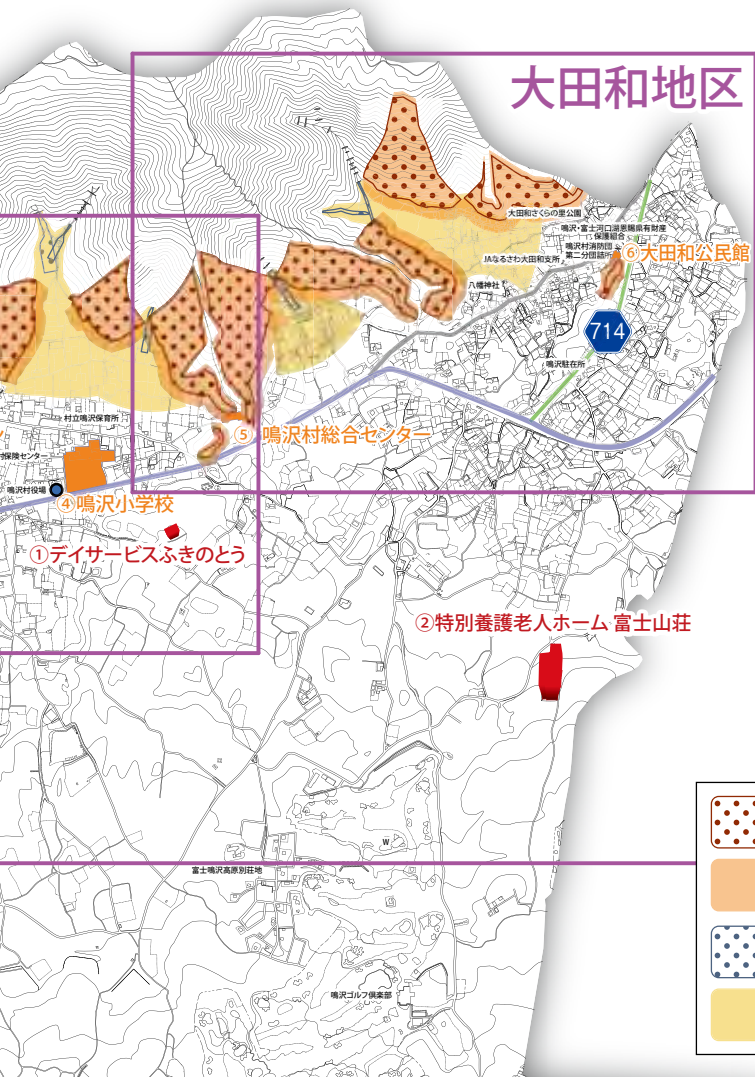 大田和地区
大田和さくらの里公園
鳴沢・富士河口湖恩賜県有財産
保護組合
鳴沢村消防団
第二分団詰所
⑥大田和公民館
JAなるさわ大田和支所
八幡神社
714
鳴沢駐在所
村立鳴沢保育所
⑤ 鳴沢村総合センター
村保険センター
鳴沢村役場
④鳴沢小学校
①デイサービスふきのとう
②特別養護老人ホーム 富士山荘
W
富士鳴沢高原別荘地
鳴沢ゴルフ倶楽部